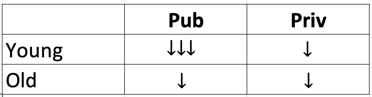 Pub Priv
Young ↓↓↓ ↓
Old ↓ ↓